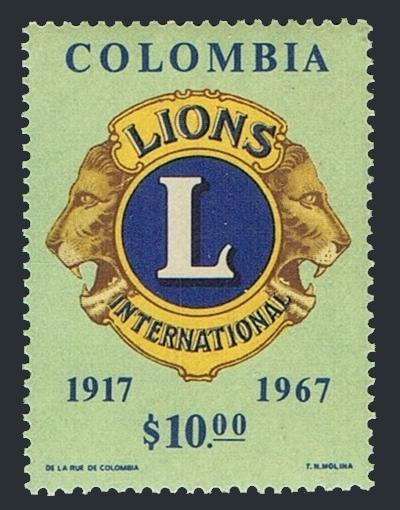 COLOMBIA
LIONS
L
INTERNATIONAL
1917 1967
$10.00
DE LA RUE DE COLOMBIA T.N.MOLINA